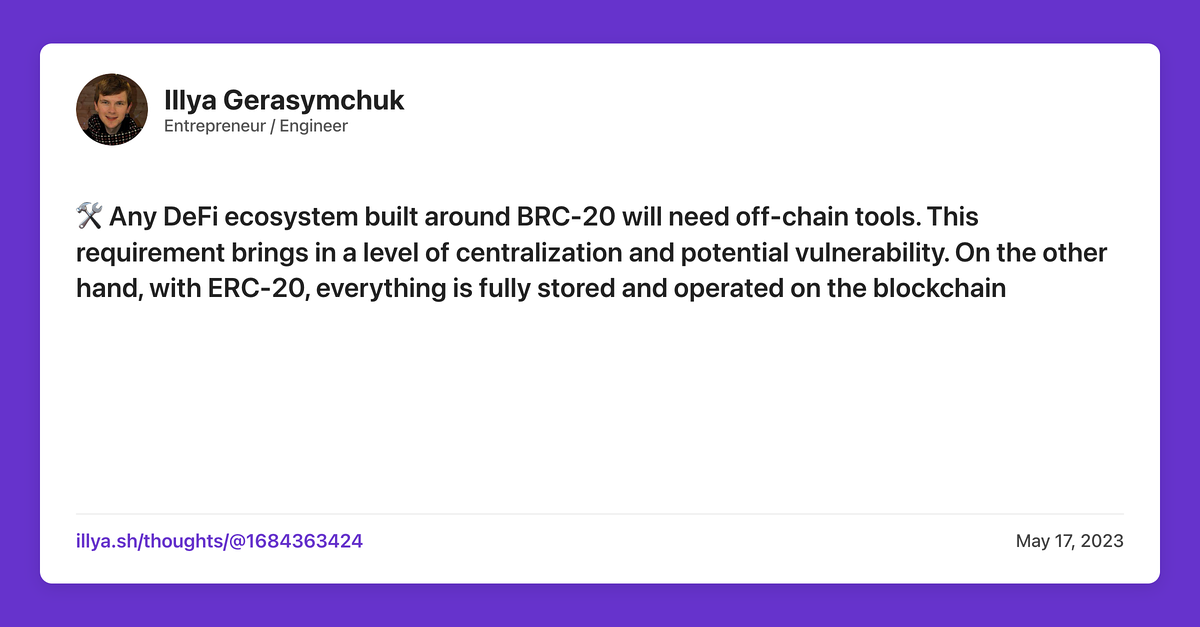 Illya Gerasymchuk
Entrepreneur / Engineer
🛠️ Any DeFi ecosystem built around BRC-20 will need off-chain tools. This
requirement brings in a level of centralization and potential vulnerability. On the other
hand, with ERC-20, everything is fully stored and operated on the blockchain
illya.sh/thoughts/@1684363424
May 17, 2023